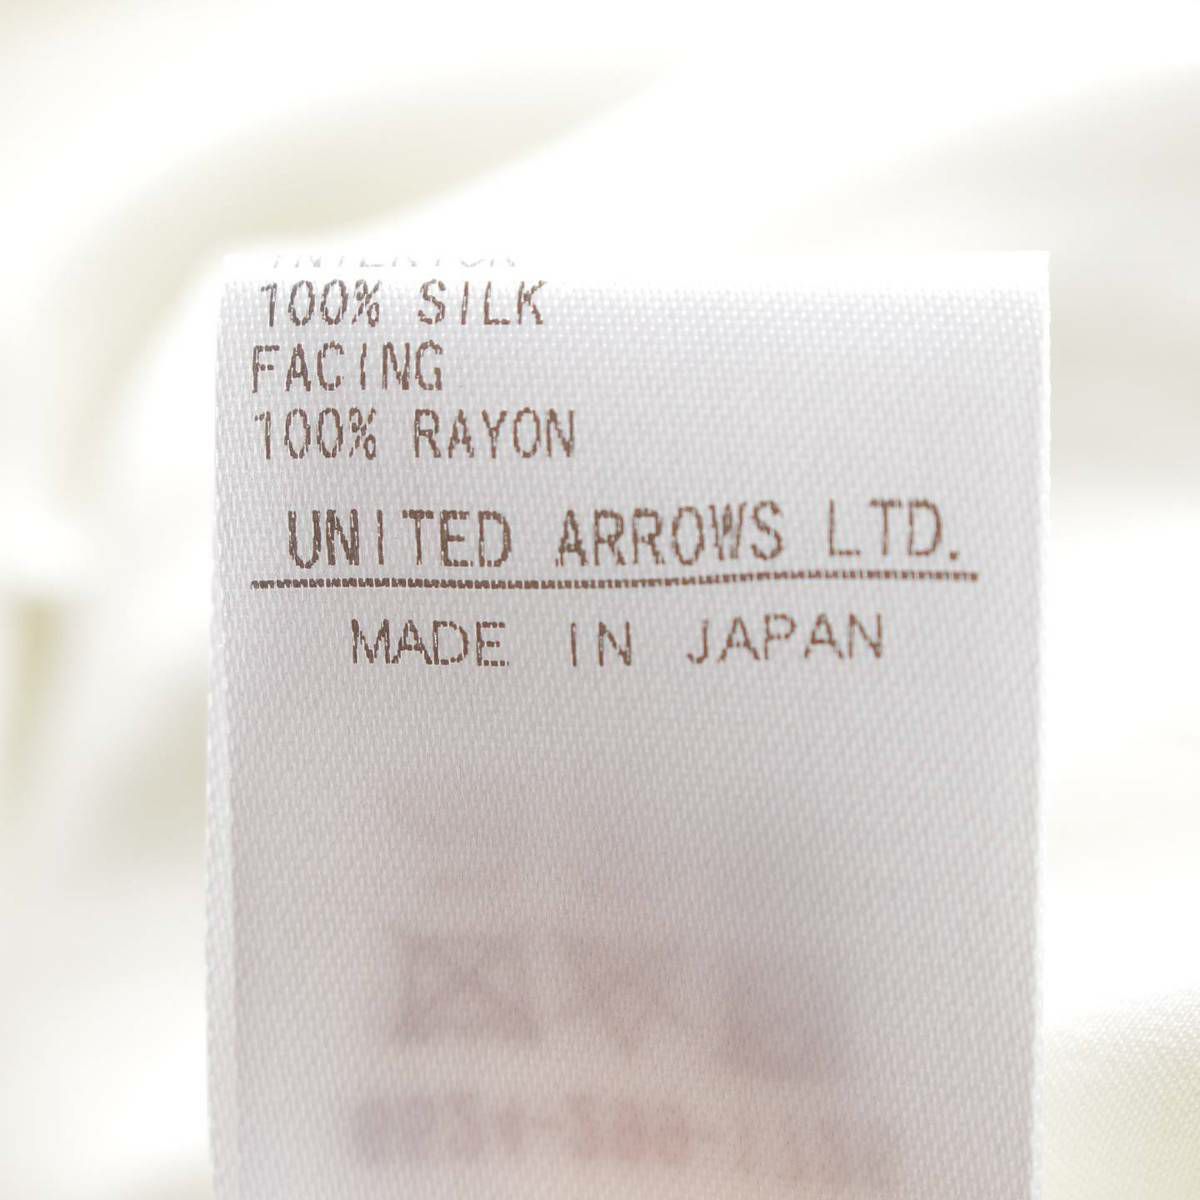 100% SILK
FACING
100% RAYON
UNITED ARROWS LTD.
MADE IN JAPAN